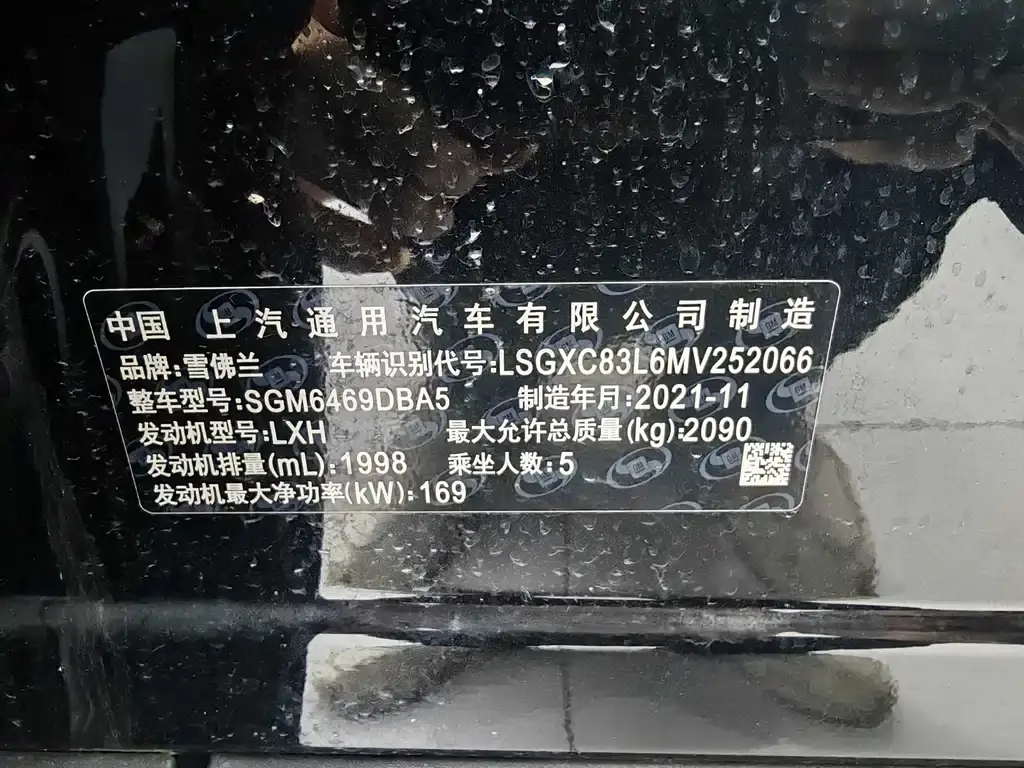 中国 上汽通用汽车有限公司制造
品牌:雪佛兰 车辆识别代号:LSGXC83L6MV252066
整车型号:SGM6469DBA5 制造年月:2021-11
发动机型号:LXH 最大允许总质量(kg):2090
发动机排量(mL):1998 乘坐人数:5
发动机最大净功率(kW):169